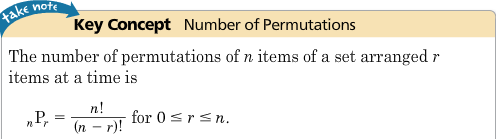 take note
Key Concept Number of Permutations
The number of permutations of n items of a set arranged r
items at a time is
ₙPᵣ = n!/(n − r)! for 0 ≤ r ≤ n.